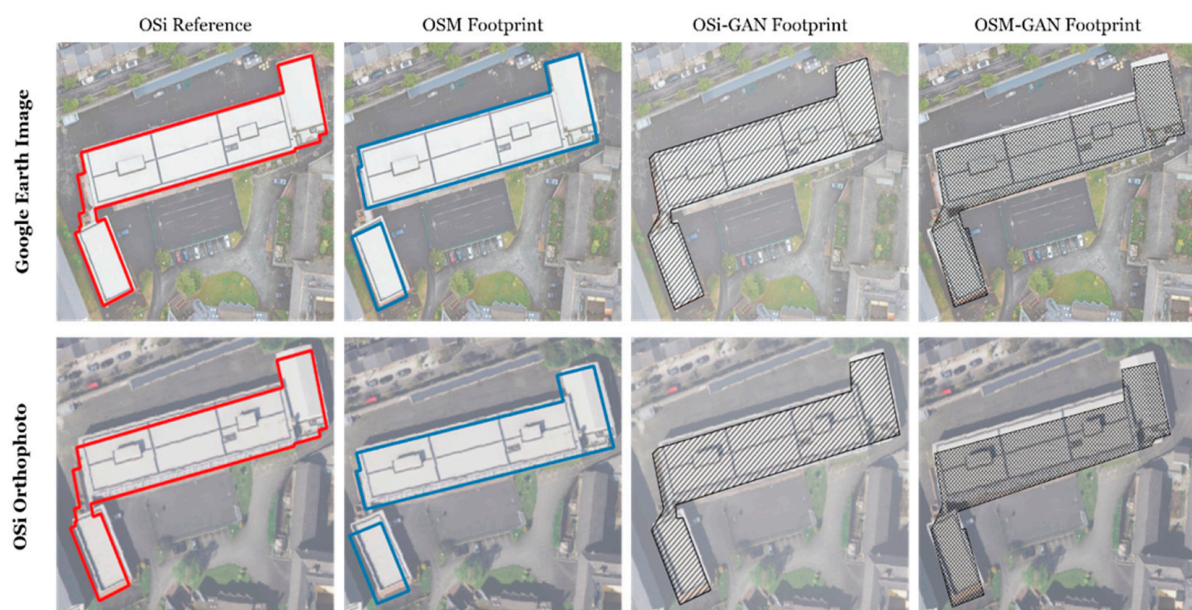 OSi Reference
OSM Footprint
OSi-GAN Footprint
OSM-GAN Footprint
Google Earth Image
OSi Orthophoto